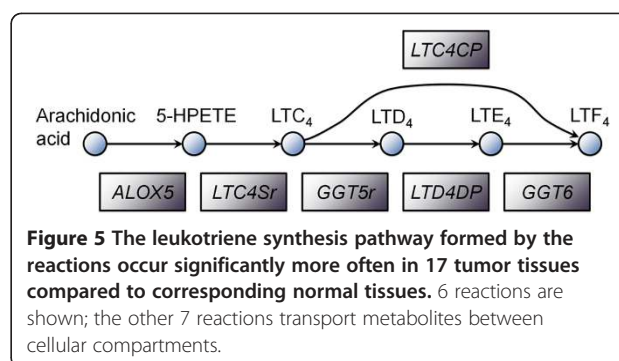 LTC4CP
Arachidonic
acid
5-HPETE
LTC₄
LTD₄
LTE₄
LTF₄
ALOX5
LTC4Sr
GGT5r
LTD4DP
GGT6
Figure 5 The leukotriene synthesis pathway formed by the
reactions occur significantly more often in 17 tumor tissues
compared to corresponding normal tissues. 6 reactions are
shown; the other 7 reactions transport metabolites between
cellular compartments.